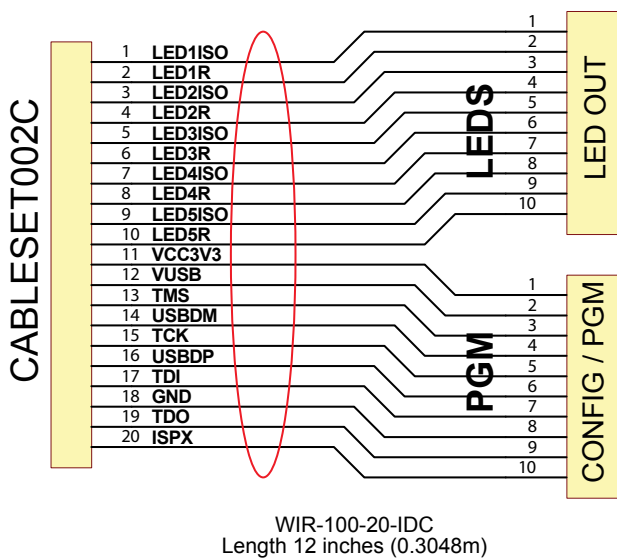 CABLESET002C
1 LED1ISO
2 LED1R
3 LED2ISO
4 LED2R
5 LED3ISO
6 LED3R
7 LED4ISO
8 LED4R
9 LED5ISO
10 LED5R
11 VCC3V3
12 VUSB
13 TMS
14 USBDM
15 TCK
16 USBDP
17 TDI
18 GND
19 TDO
20 ISPX
LEDS
1
2
3
4
5
6
7
8
9
10
LED OUT
PGM
1
2
3
4
5
6
7
8
9
10
CONFIG / PGM
WIR-100-20-IDC
Length 12 inches (0.3048m)